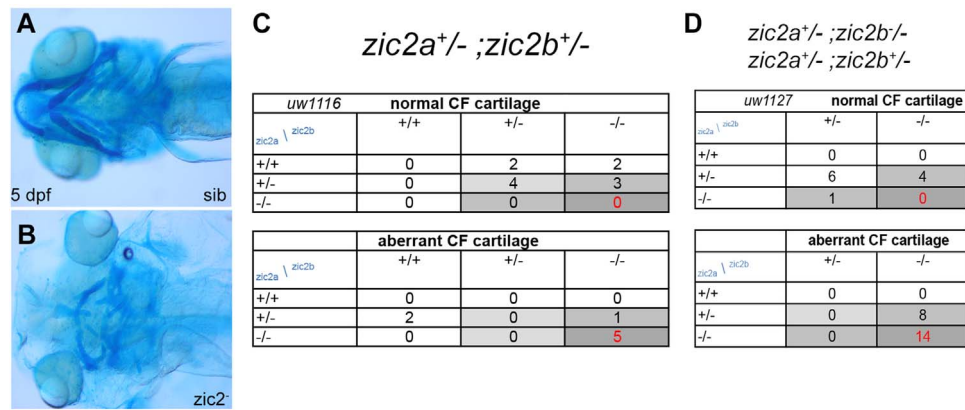 A
5 dpf
sib
B
zic2-
C
zic2a+/- ;zic2b+/-
uw1116 normal CF cartilage
zic2a \ zic2b +/+ +/- -/-
+/+ 0 2 2
+/- 0 4 3
-/- 0 0 0
aberrant CF cartilage
zic2a \ zic2b +/+ +/- -/-
+/+ 0 0 0
+/- 2 0 1
-/- 0 0 5
D
zic2a+/- ;zic2b-/-
zic2a+/- ;zic2b+/-
uw1127 normal CF cartilage
zic2a \ zic2b +/- -/-
+/+ 0 0
+/- 6 4
-/- 1 0
aberrant CF cartilage
zic2a \ zic2b +/- -/-
+/+ 0 0
+/- 0 8
-/- 0 14